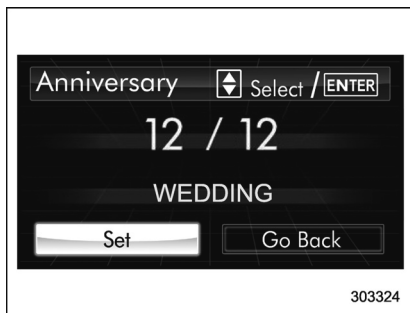 Anniversary Select / ENTER
12 / 12
WEDDING
Set Go Back
303324